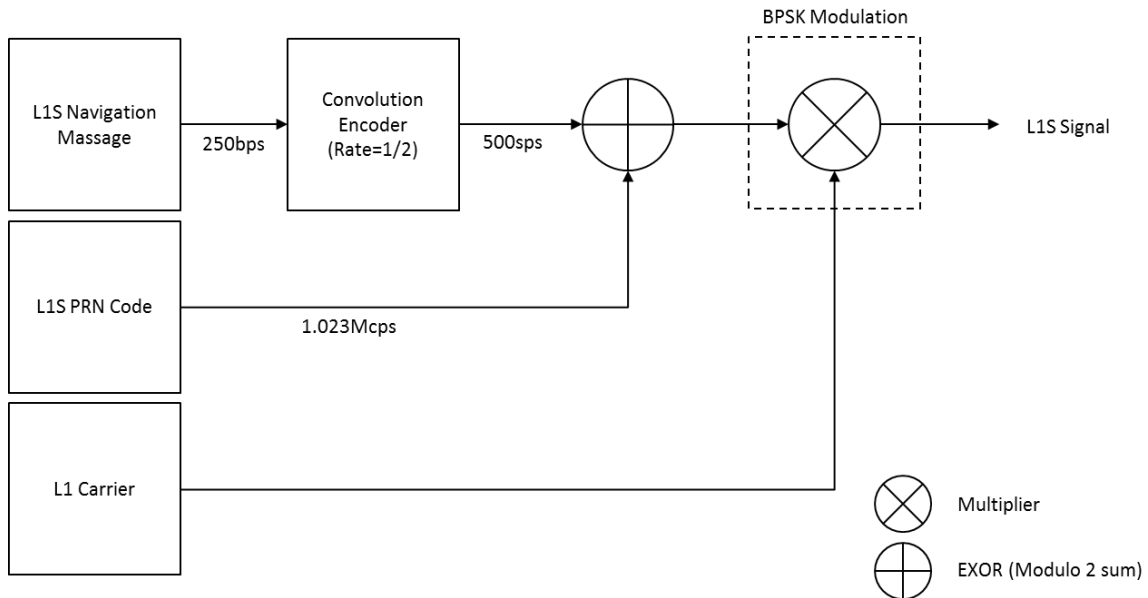 BPSK Modulation
L1S Navigation
Massage
250bps
Convolution
Encoder
(Rate=1/2)
500sps
L1S Signal
L1S PRN Code
1.023Mcps
L1 Carrier
Multiplier
EXOR (Modulo 2 sum)